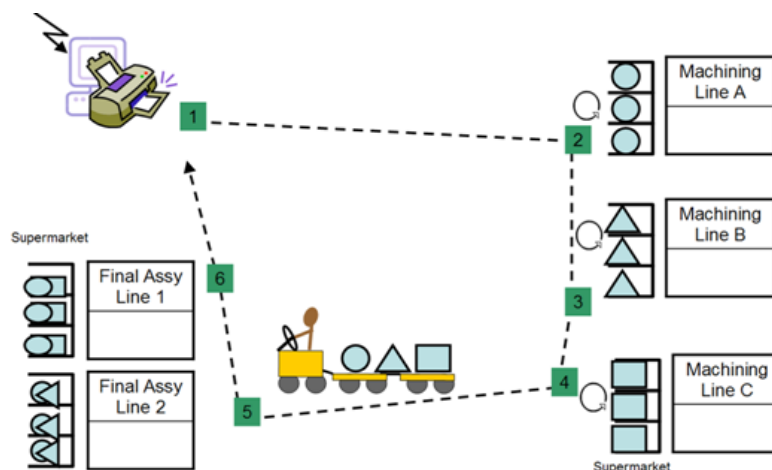 1
2
Machining
Line A
Machining
Line B
3
Machining
Line C
4
Supermarket
5
6
Supermarket
Final Assy
Line 1
Final Assy
Line 2